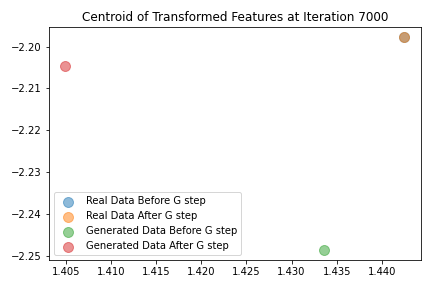 Centroid of Transformed Features at Iteration 7000
−2.20
−2.21
−2.22
−2.23
−2.24
−2.25
Real Data Before G step
Real Data After G step
Generated Data Before G step
Generated Data After G step
1.405 1.410 1.415 1.420 1.425 1.430 1.435 1.440